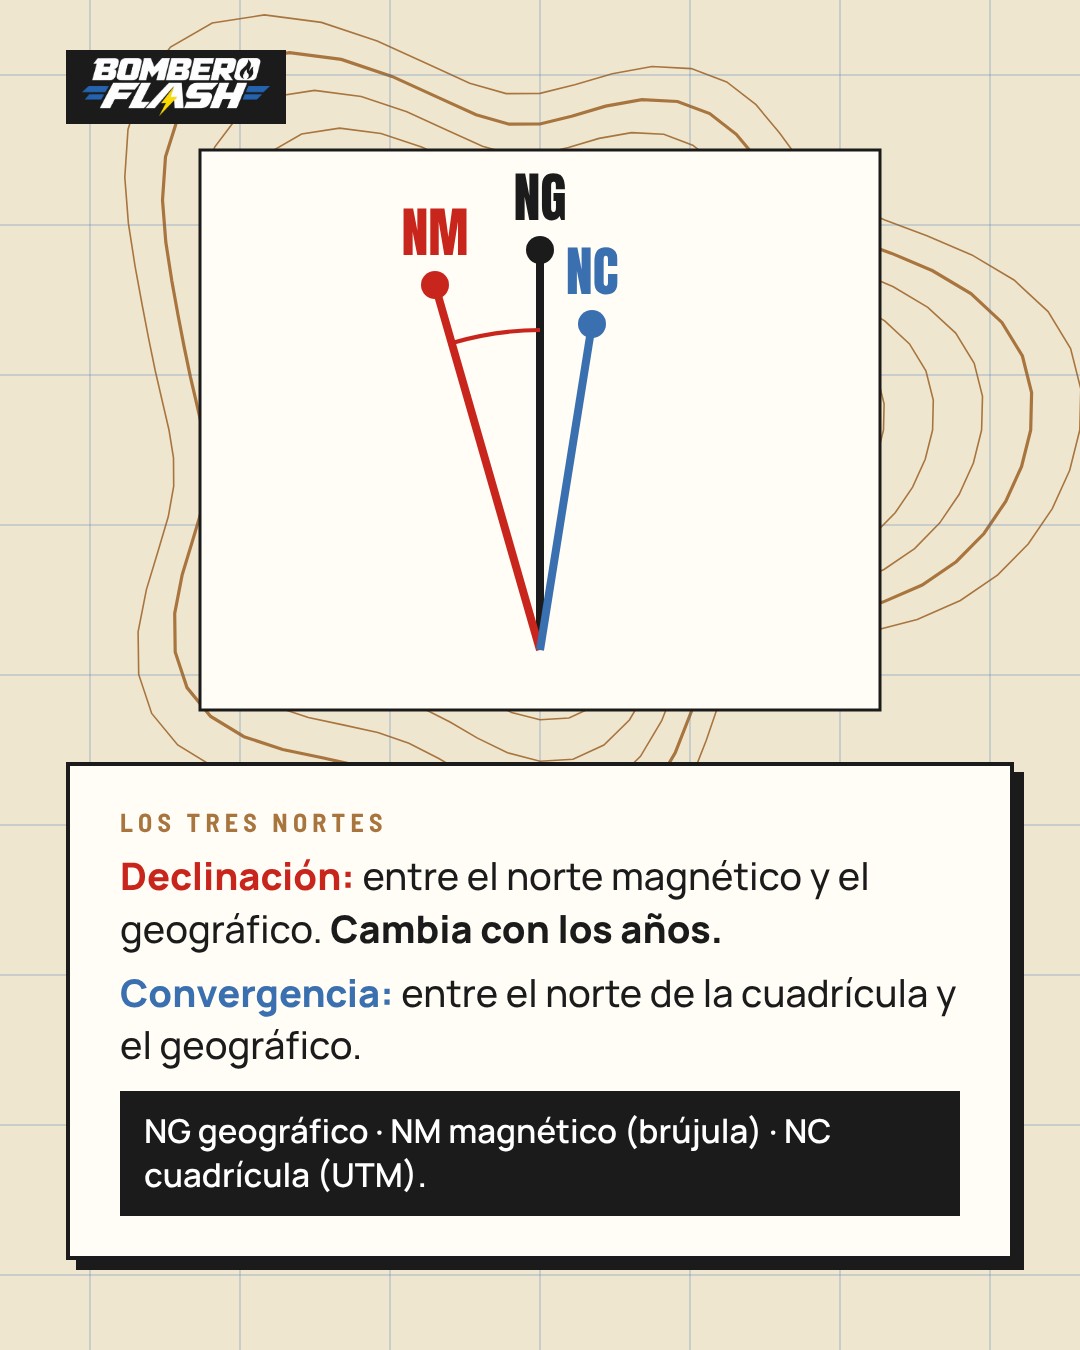 BOMBERO
FLASH
NG
NM
NC
LOS TRES NORTES
Declinación: entre el norte magnético y el
geográfico. Cambia con los años.
Convergencia: entre el norte de la cuadrícula y
el geográfico.
NG geográfico · NM magnético (brújula) · NC
cuadrícula (UTM).